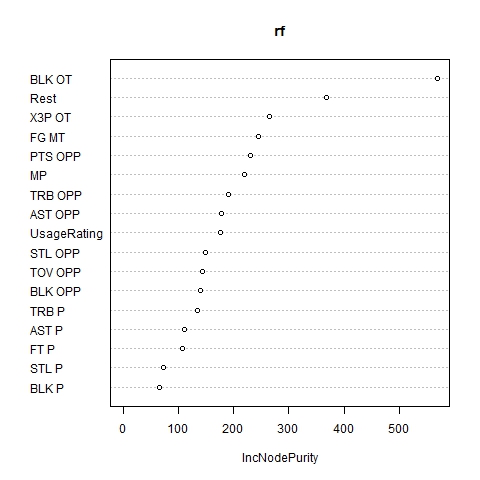 rf
BLK OT
Rest
X3P OT
FG MT
PTS OPP
MP
TRB OPP
AST OPP
UsageRating
STL OPP
TOV OPP
BLK OPP
TRB P
AST P
FT P
STL P
BLK P
0 100 200 300 400 500
IncNodePurity